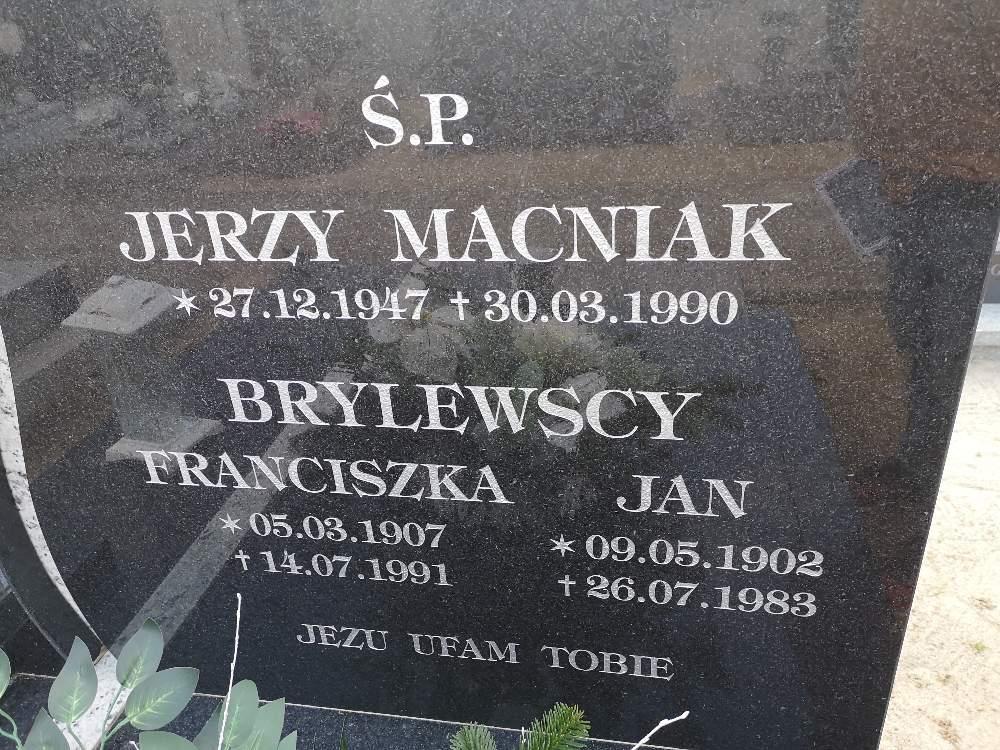 Ś.P.
JERZY MACNIAK
* 27.12.1947 † 30.03.1990
BRYLEWSCY
FRANCISZKA
* 05.03.1907
† 14.07.1991
JAN
* 09.05.1902
† 26.07.1983
JEZU UFAM TOBIE